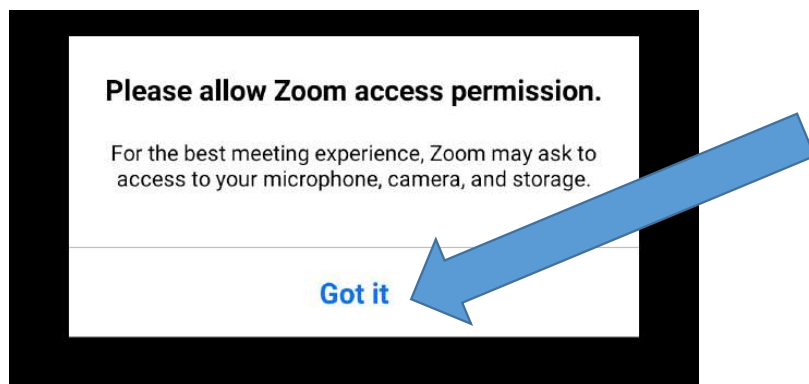 Please allow Zoom access permission.
For the best meeting experience, Zoom may ask to
access to your microphone, camera, and storage.
Got it